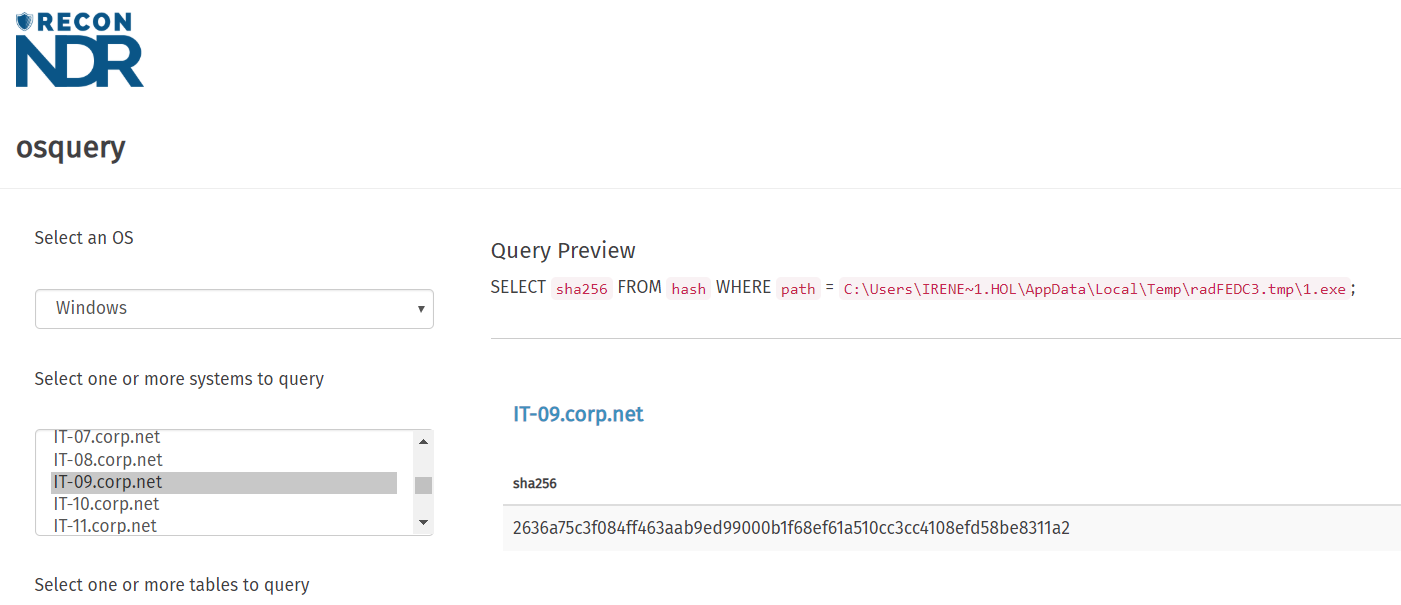 RECON
NDR
osquery
Select an OS
Windows
Select one or more systems to query
IT-07.corp.net
IT-08.corp.net
IT-09.corp.net
IT-10.corp.net
IT-11.corp.net
Select one or more tables to query
Query Preview
SELECT sha256 FROM hash WHERE path = C:\Users\IRENE~1.HOL\AppData\Local\Temp\radFEDC3.tmp\1.exe;
IT-09.corp.net
sha256
2636a75c3f084ff463aab9ed99000b1f68ef61a510cc3cc4108efd58be8311a2